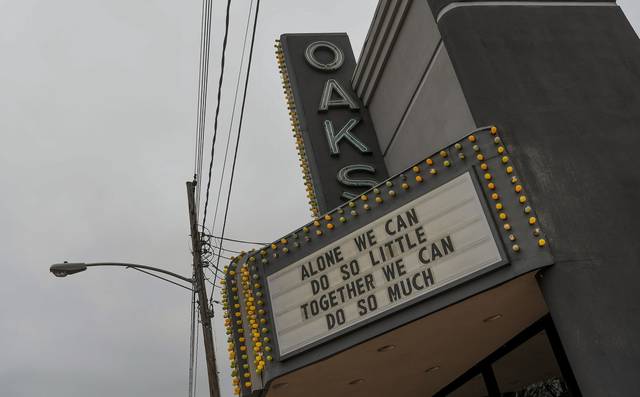 OAKS
ALONE WE CAN
DO SO LITTLE
TOGETHER WE CAN
DO SO MUCH